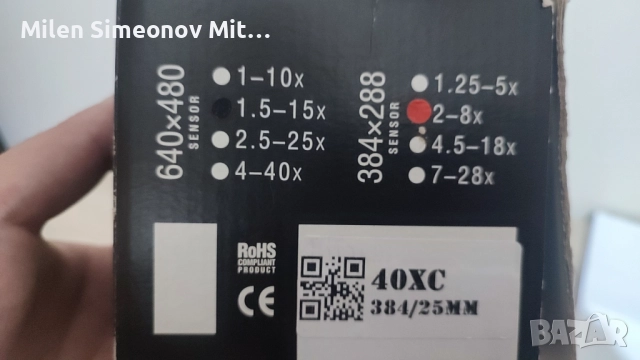 Milen Simeonov Mit…
640×480
SENSOR
1–10x
1.5–15x
2.5–25x
4–40x
384×288
SENSOR
1.25–5x
2–8x
4.5–18x
7–28x
RoHS
COMPLIANT
PRODUCT
CE
40XC
384/25MM
BAZAR